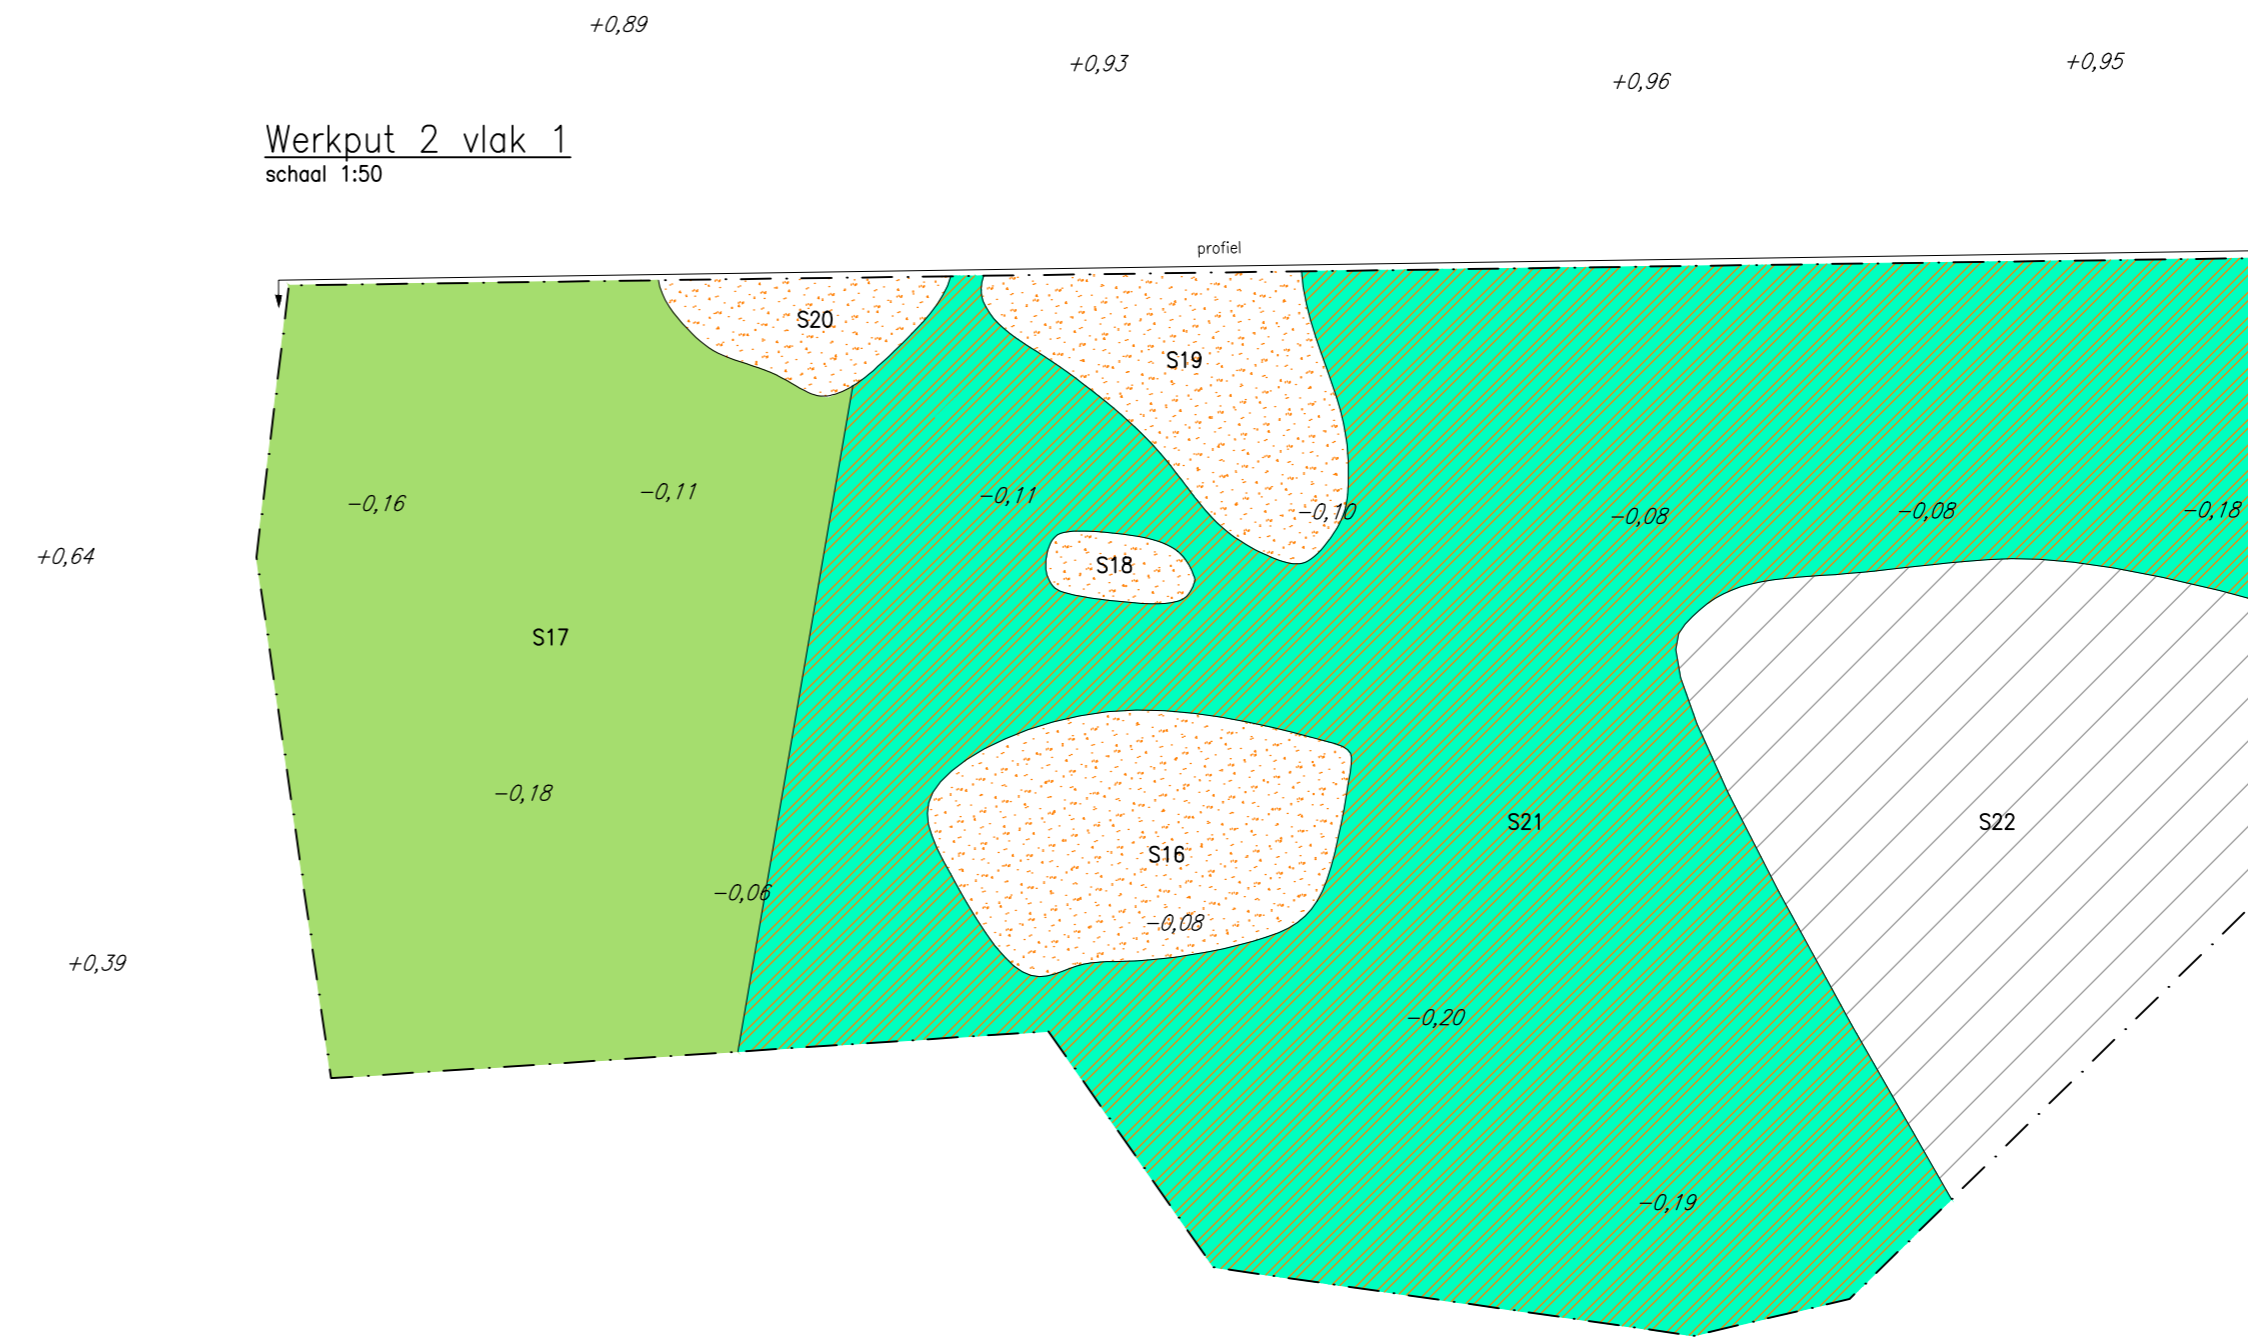 +0,89
+0,93
+0,95
+0,96
Werkput 2 vlak 1
schaal 1:50
profiel
S20
S19
-0,16
-0,11
-0,11
-0,10
-0,08
-0,08
-0,18
+0,64
S18
S17
-0,18
S21
S22
S16
-0,06
-0,08
+0,39
-0,20
-0,19